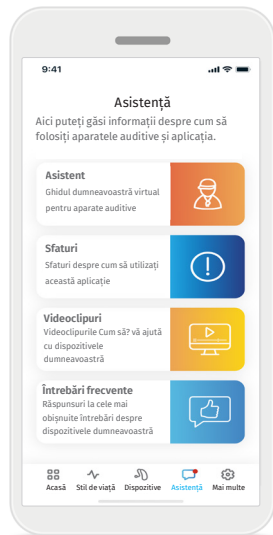 9:41
Asistență
Aici puteți găsi informații despre cum să
folosiți aparatele auditive și aplicația.
Asistent
Ghidul dumneavoastră virtual
pentru aparate auditive
Sfaturi
Sfaturi despre cum să utilizați
această aplicație
Videoclipuri
Videoclipurile Cum să? vă ajută
cu dispozitivele
dumneavoastră
Întrebări frecvente
Răspunsuri la cele mai
obișnuite întrebări despre
dispozitivele dumneavoastră
Acasă Stil de viață Dispozitive Asistență Mai multe